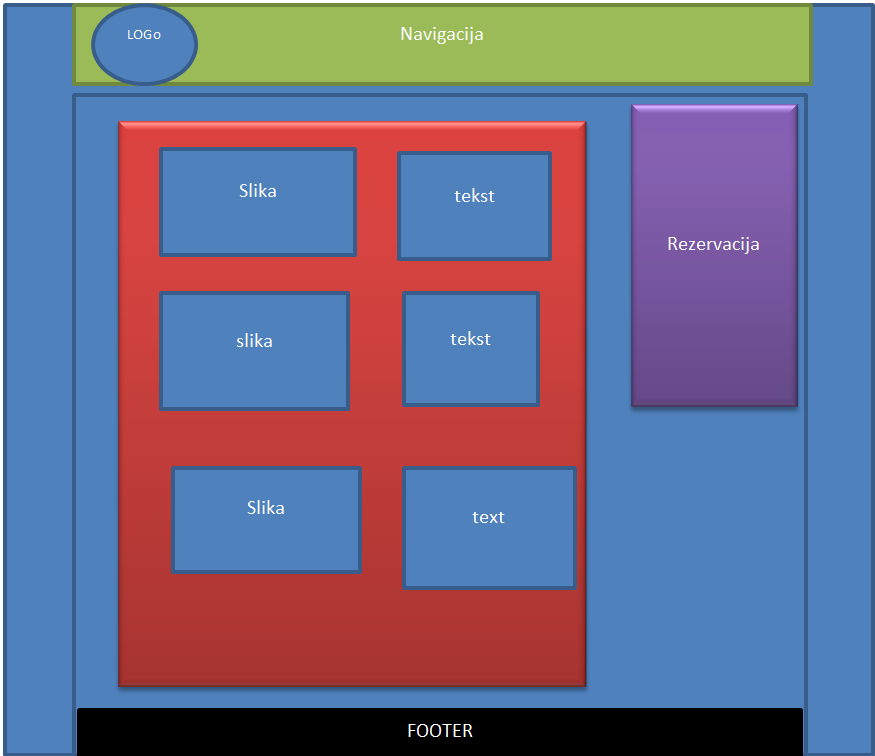 LOGo
Navigacija
Slika
tekst
Rezervacija
slika
tekst
Slika
text
FOOTER